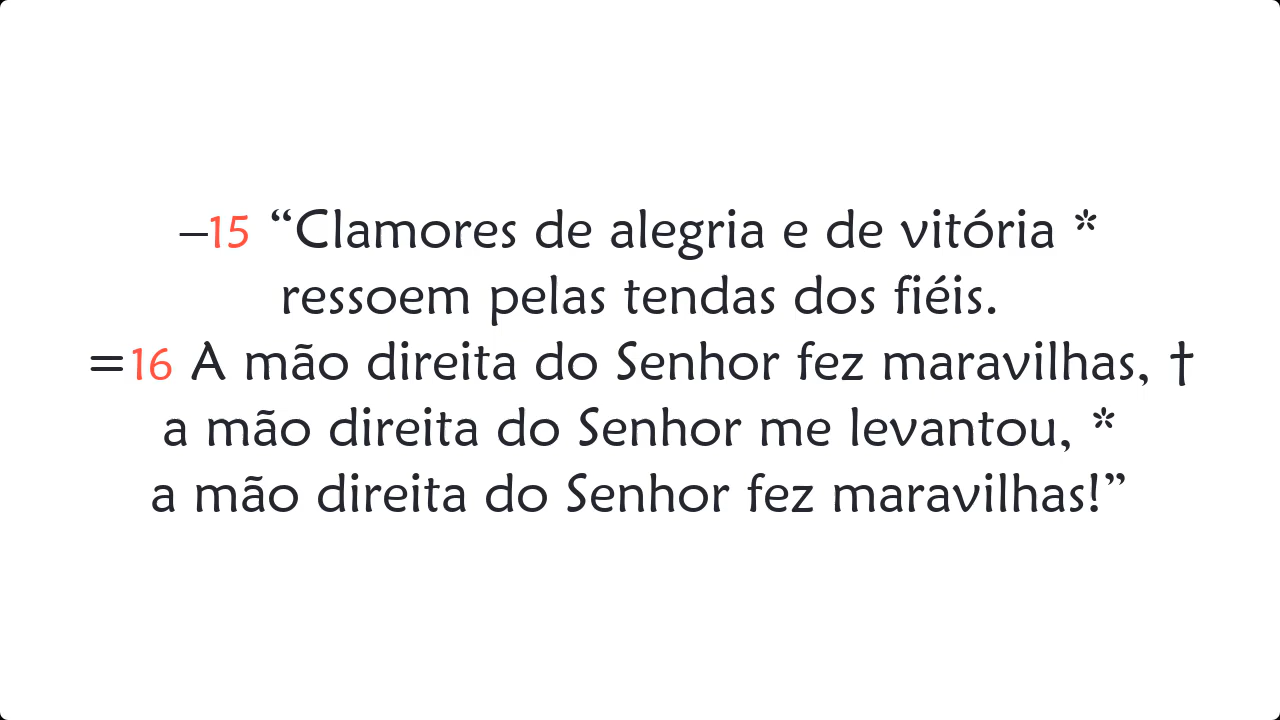 –15 “Clamores de alegria e de vitória *
ressoem pelas tendas dos fiéis.
=16 A mão direita do Senhor fez maravilhas, †
a mão direita do Senhor me levantou, *
a mão direita do Senhor fez maravilhas!”